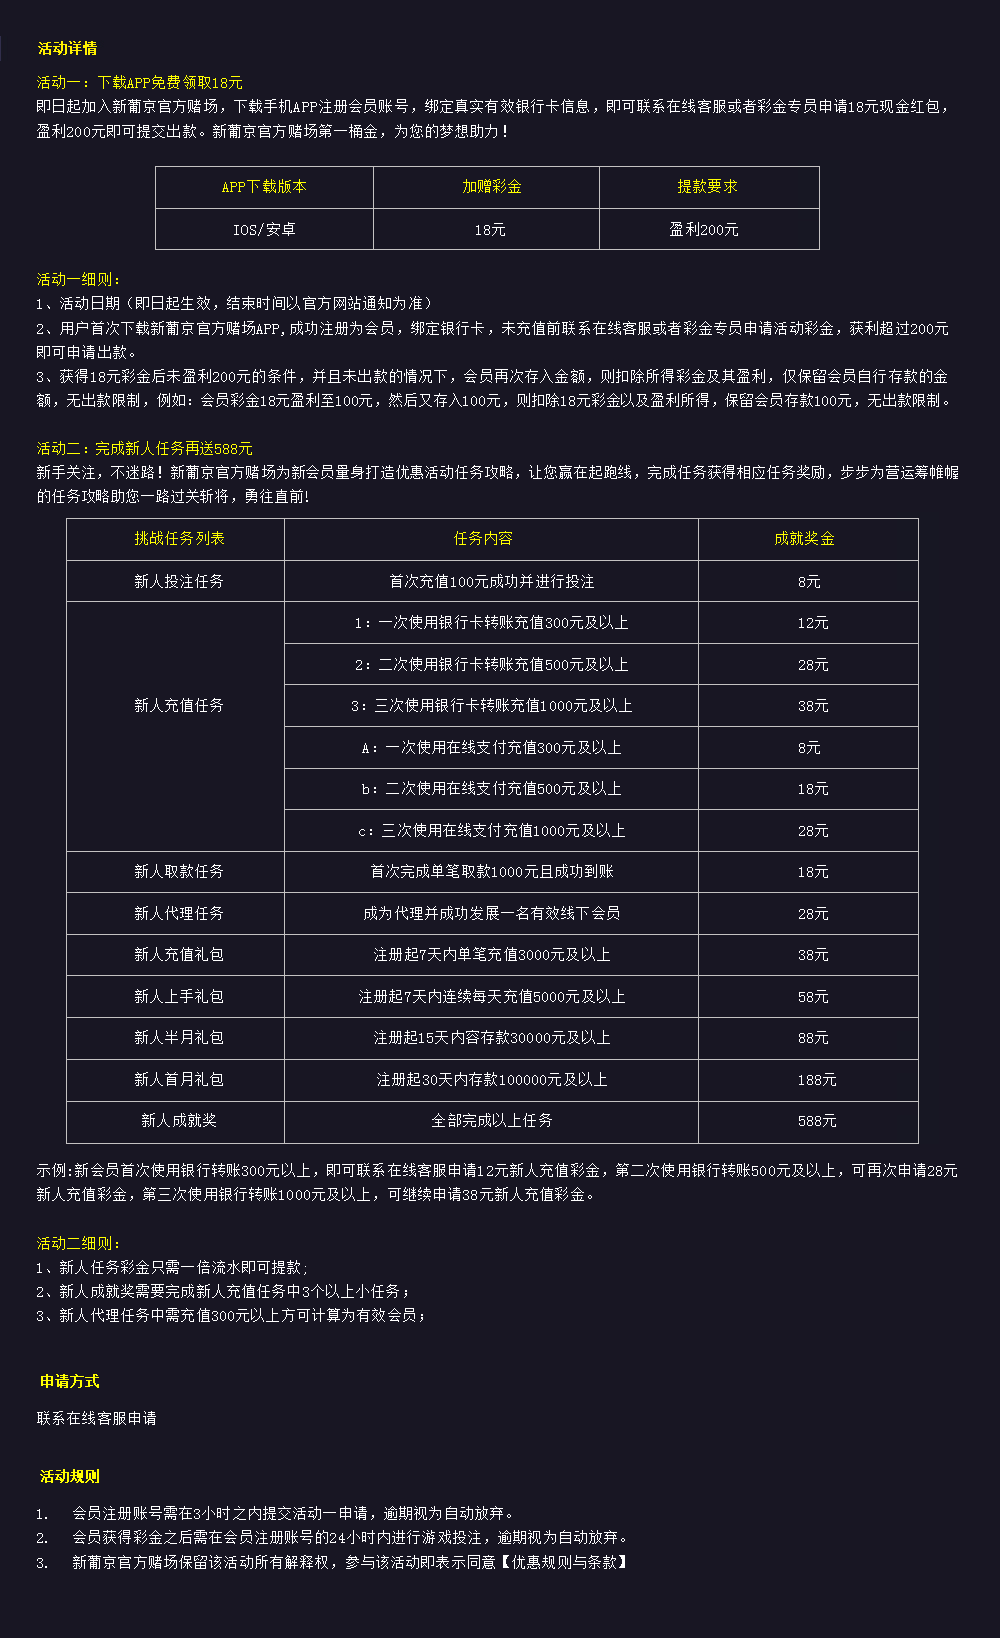 活动详情
活动一：下载APP免费领取18元
即日起加入新葡京官方赌场，下载手机APP注册会员账号，绑定真实有效银行卡信息，即可联系在线客服或者彩金专员申请18元现金红包，
盈利200元即可提交出款。新葡京官方赌场第一桶金，为您的梦想助力！
APP下载版本 加赠彩金 提款要求
IOS/安卓 18元 盈利200元
活动一细则：
1、活动日期（即日起生效，结束时间以官方网站通知为准）
2、用户首次下载新葡京官方赌场APP,成功注册为会员，绑定银行卡，未充值前联系在线客服或者彩金专员申请活动彩金，获利超过200元
即可申请出款。
3、获得18元彩金后未盈利200元的条件，并且未出款的情况下，会员再次存入金额，则扣除所得彩金及其盈利，仅保留会员自行存款的金
额，无出款限制，例如：会员彩金18元盈利至100元，然后又存入100元，则扣除18元彩金以及盈利所得，保留会员存款100元，无出款限制。
活动二：完成新人任务再送588元
新手关注，不迷路！新葡京官方赌场为新会员量身打造优惠活动任务攻略，让您赢在起跑线，完成任务获得相应任务奖励，步步为营运筹帷幄
的任务攻略助您一路过关斩将，勇往直前!
挑战任务列表 任务内容 成就奖金
新人投注任务 首次充值100元成功并进行投注 8元
1：一次使用银行卡转账充值300元及以上 12元
2：二次使用银行卡转账充值500元及以上 28元
新人充值任务 3：三次使用银行卡转账充值1000元及以上 38元
A：一次使用在线支付充值300元及以上 8元
b：二次使用在线支付充值500元及以上 18元
c：三次使用在线支付充值1000元及以上 28元
新人取款任务 首次完成单笔取款1000元且成功到账 18元
新人代理任务 成为代理并成功发展一名有效线下会员 28元
新人充值礼包 注册起7天内单笔充值3000元及以上 38元
新人上手礼包 注册起7天内连续每天充值5000元及以上 58元
新人半月礼包 注册起15天内容存款30000元及以上 88元
新人首月礼包 注册起30天内存款100000元及以上 188元
新人成就奖 全部完成以上任务 588元
示例:新会员首次使用银行转账300元以上，即可联系在线客服申请12元新人充值彩金，第二次使用银行转账500元及以上，可再次申请28元
新人充值彩金，第三次使用银行转账1000元及以上，可继续申请38元新人充值彩金。
活动二细则：
1、新人任务彩金只需一倍流水即可提款;
2、新人成就奖需要完成新人充值任务中3个以上小任务；
3、新人代理任务中需充值300元以上方可计算为有效会员；
申请方式
联系在线客服申请
活动规则
1. 会员注册账号需在3小时之内提交活动一申请，逾期视为自动放弃。
2. 会员获得彩金之后需在会员注册账号的24小时内进行游戏投注，逾期视为自动放弃。
3. 新葡京官方赌场保留该活动所有解释权，参与该活动即表示同意【优惠规则与条款】